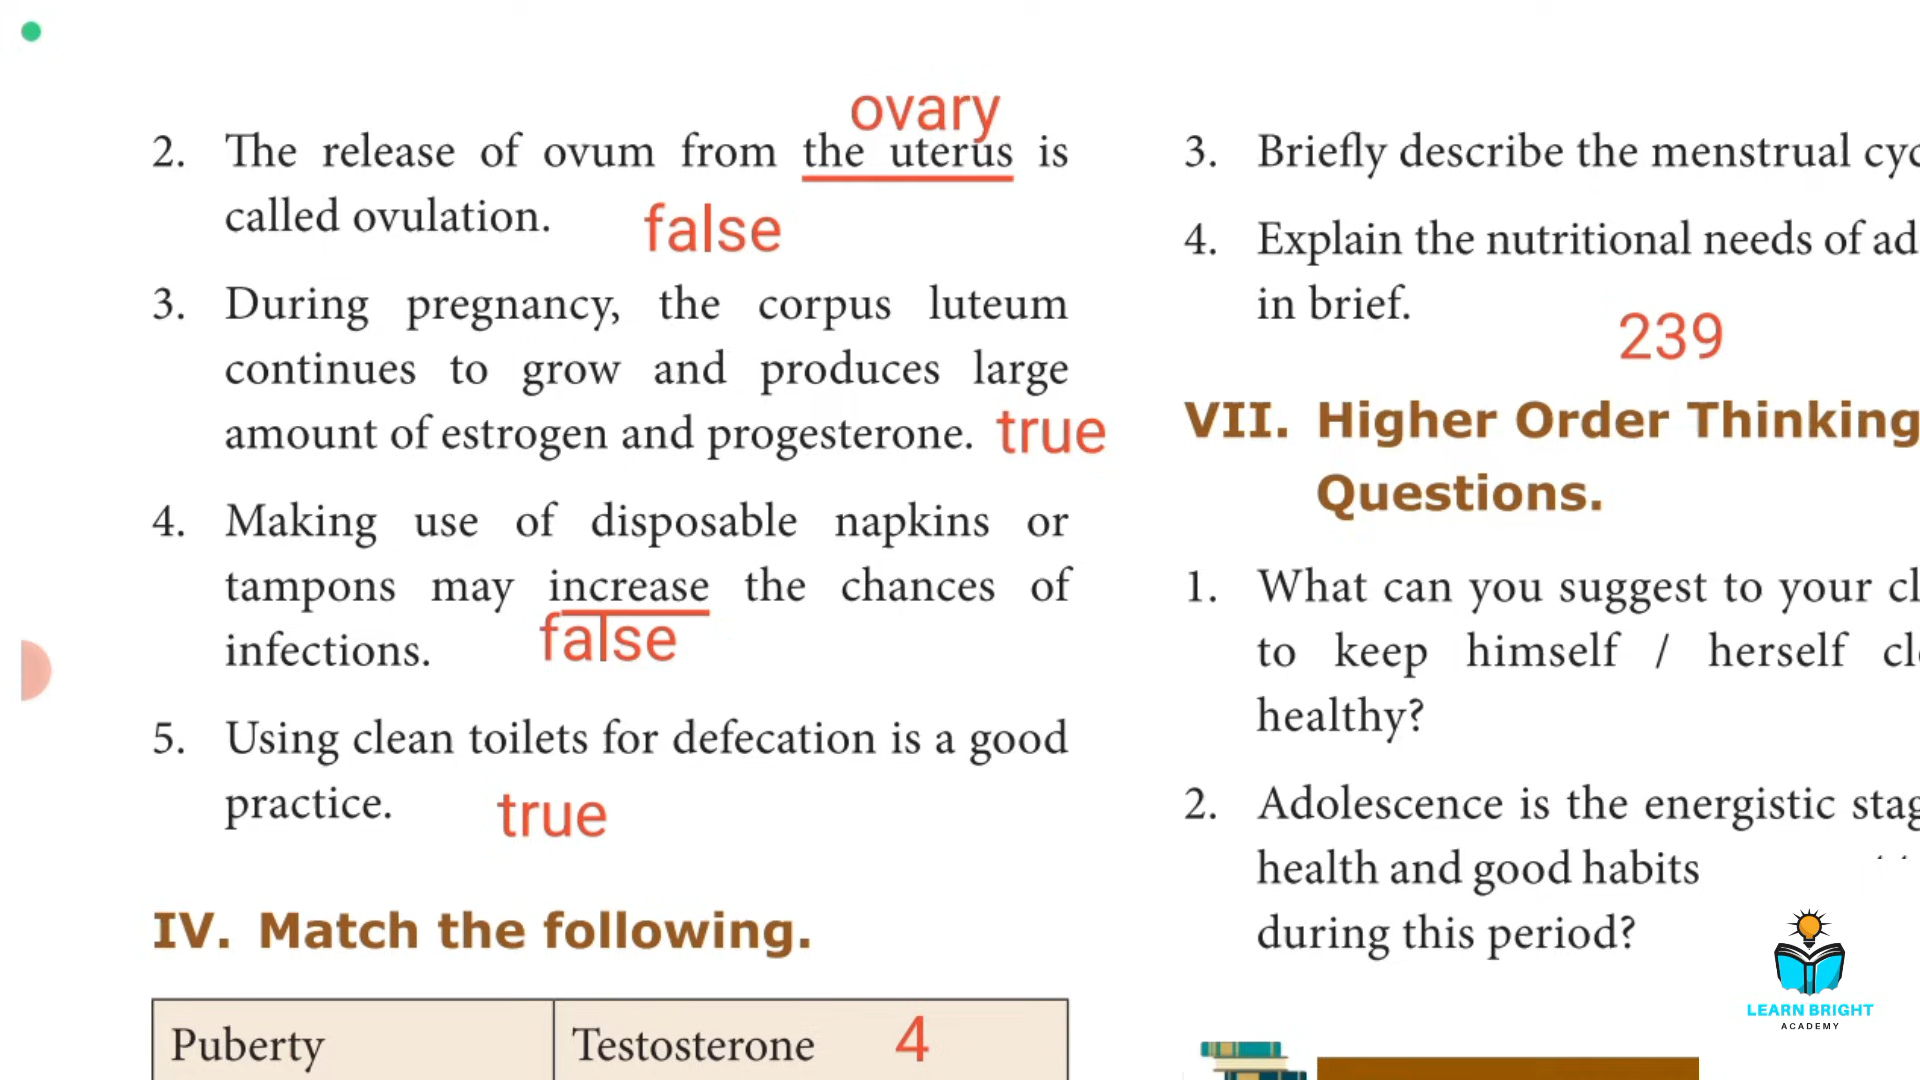 ovary
2. The release of ovum from the uterus is
called ovulation. false
3. During pregnancy, the corpus luteum
continues to grow and produces large
amount of estrogen and progesterone. true
4. Making use of disposable napkins or
tampons may increase the chances of
infections. false
5. Using clean toilets for defecation is a good
practice. true
IV. Match the following.
Puberty Testosterone 4
3. Briefly describe the menstrual
4. Explain the nutritional needs of
in brief.
239
VII. Higher Order Thinking
Questions.
1. What can you suggest to your
to keep himself / herself
healthy?
2. Adolescence is the energistic
health and good habits
during this period?
LEARN BRIGHT
ACADEMY